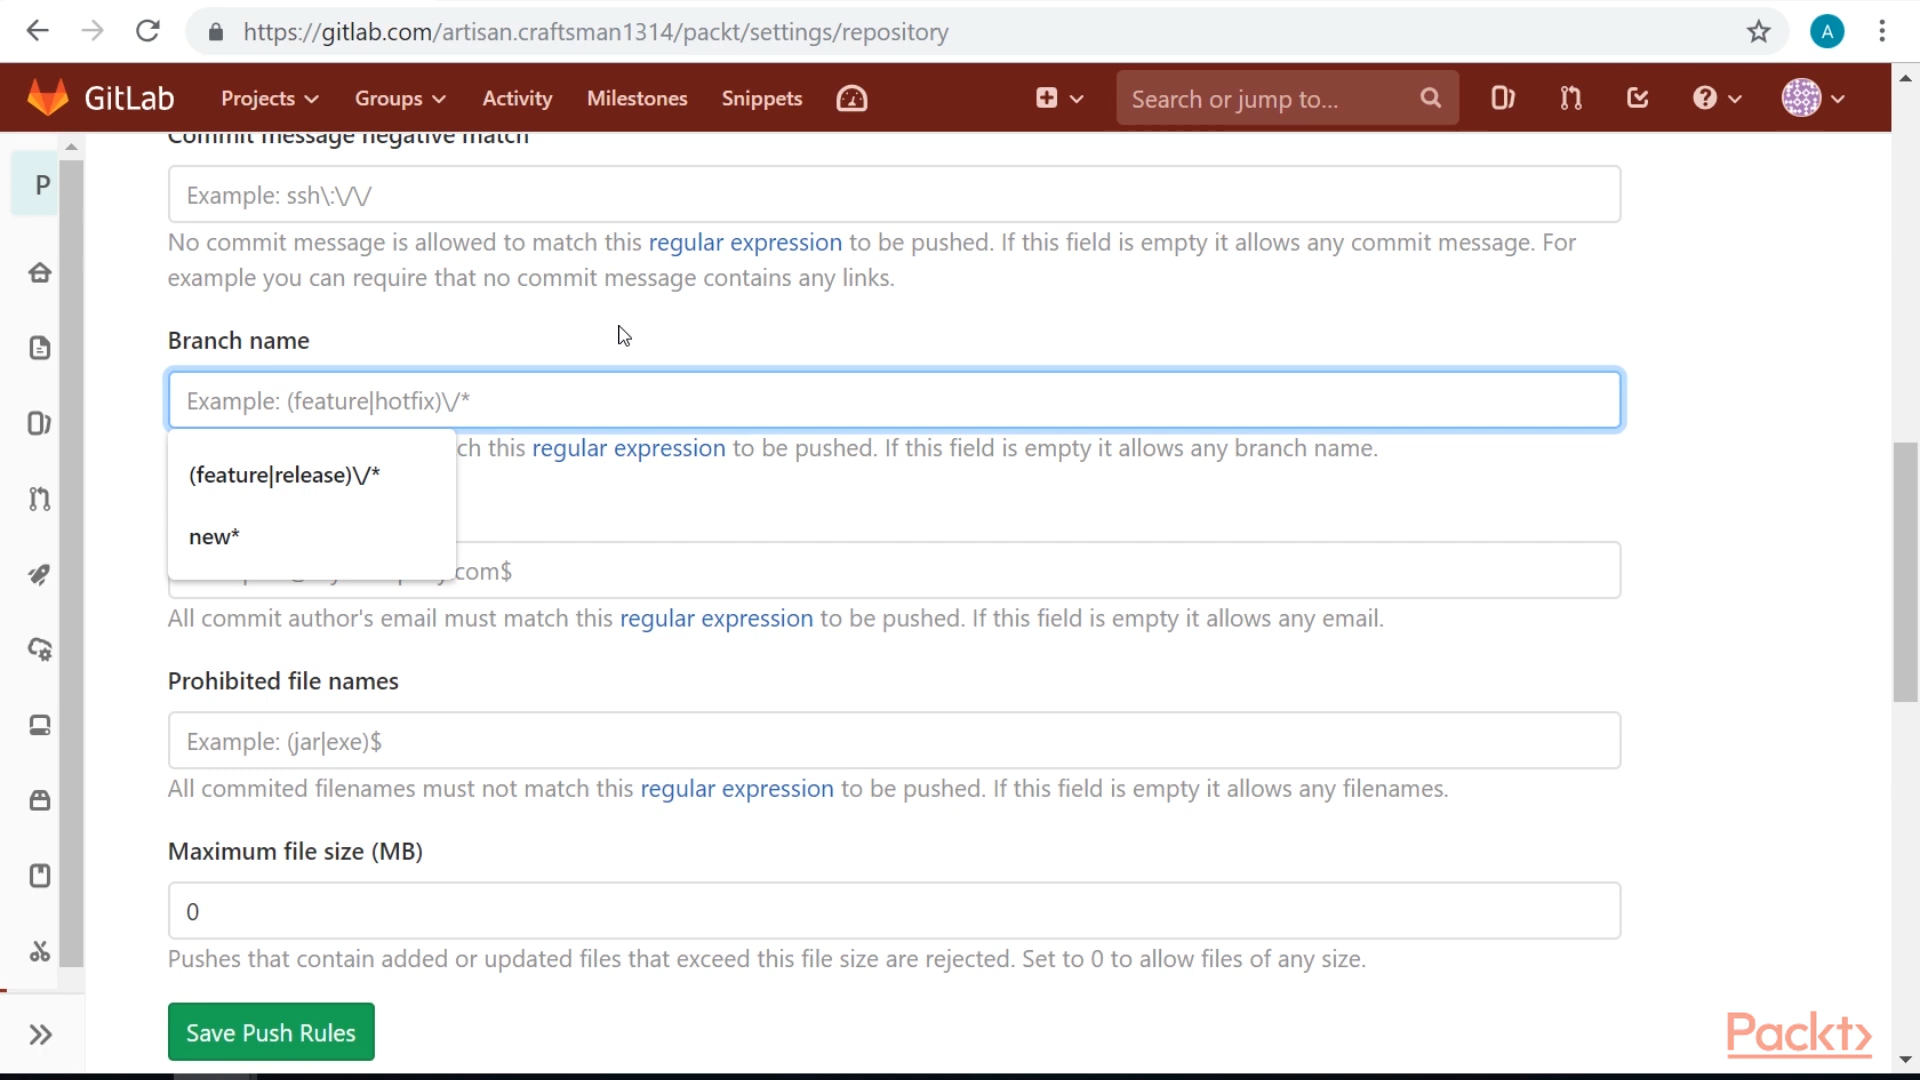 https://gitlab.com/artisan.craftsman1314/packt/settings/repository
A
GitLab Projects Groups Activity Milestones Snippets Search or jump to...
P
Commit message negative match
Example: ssh\:\/\/
No commit message is allowed to match this regular expression to be pushed. If this field is empty it allows any commit message. For
example you can require that no commit message contains any links.
Branch name
Example: (feature|hotfix)\/*
ch this regular expression to be pushed. If this field is empty it allows any branch name.
(feature|release)\/*
new*
com$
All commit author's email must match this regular expression to be pushed. If this field is empty it allows any email.
Prohibited file names
Example: (jar|exe)$
All commited filenames must not match this regular expression to be pushed. If this field is empty it allows any filenames.
Maximum file size (MB)
0
Pushes that contain added or updated files that exceed this file size are rejected. Set to 0 to allow files of any size.
Save Push Rules
Packt>